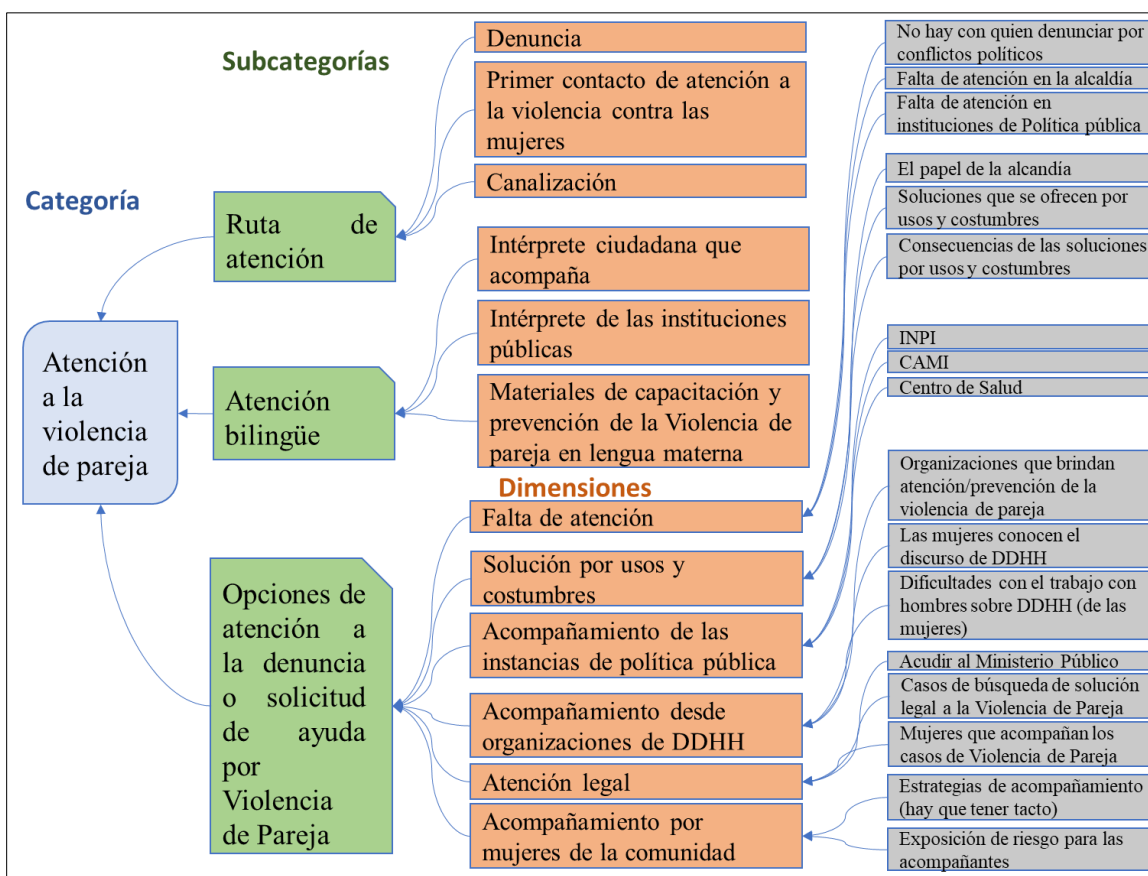 Categoría
Atención
a la
violencia
de pareja
Subcategorías
Ruta de
atención
Atención
bilingüe
Opciones de
atención a
la denuncia
o solicitud
de ayuda
por
Violencia
de Pareja
Denuncia
Primer contacto de atención a
la violencia contra las
mujeres
Canalización
Intérprete ciudadana que
acompaña
Intérprete de las instituciones
públicas
Materiales de capacitación y
prevención de la Violencia de
pareja en lengua materna
Dimensiones
Falta de atención
Solución por usos y
costumbres
Acompañamiento de las
instancias de política pública
Acompañamiento desde
organizaciones de DDHH
Atención legal
Acompañamiento por
mujeres de la comunidad
No hay con quien denunciar por
conflictos políticos
Falta de atención en la alcaldía
Falta de atención en
instituciones de Política pública
El papel de la alcandía
Soluciones que se ofrecen por
usos y costumbres
Consecuencias de las soluciones
por usos y costumbres
INPI
CAMI
Centro de Salud
Organizaciones que brindan
atención/prevención de la
violencia de pareja
Las mujeres conocen el
discurso de DDHH
Dificultades con el trabajo con
hombres sobre DDHH (de las
mujeres)
Acudir al Ministerio Público
Casos de búsqueda de solución
legal a la Violencia de Pareja
Mujeres que acompañan los
casos de Violencia de Pareja
Estrategias de acompañamiento
(hay que tener tacto)
Exposición de riesgo para las
acompañantes